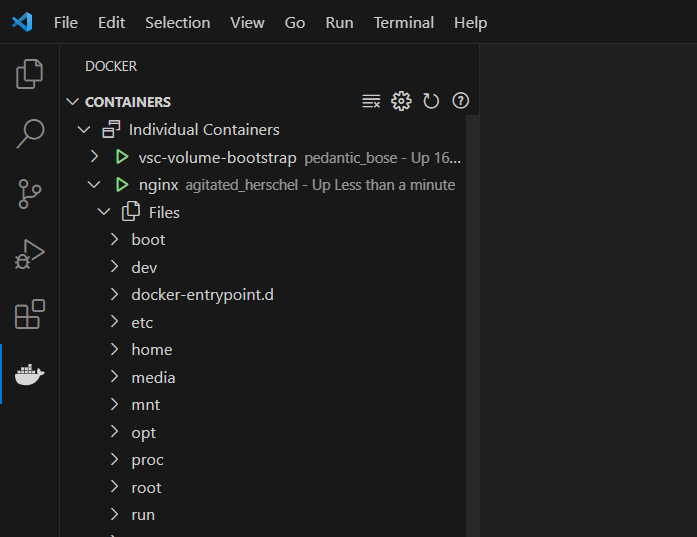 File Edit Selection View Go Run Terminal Help
DOCKER
CONTAINERS
Individual Containers
vsc-volume-bootstrap pedantic_bose - Up 16...
nginx agitated_herschel - Up Less than a minute
Files
boot
dev
docker-entrypoint.d
etc
home
media
mnt
opt
proc
root
run